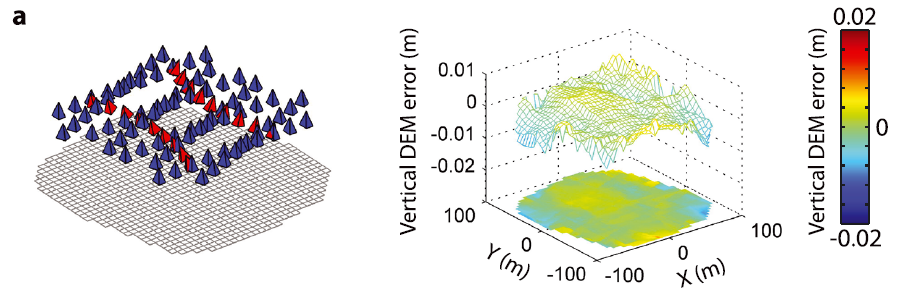 a
Vertical DEM error (m)
0.01
0
-0.01
-0.02
100
0
-100
Y (m)
-100
0
100
X (m)
Vertical DEM error (m)
0.02
0
-0.02